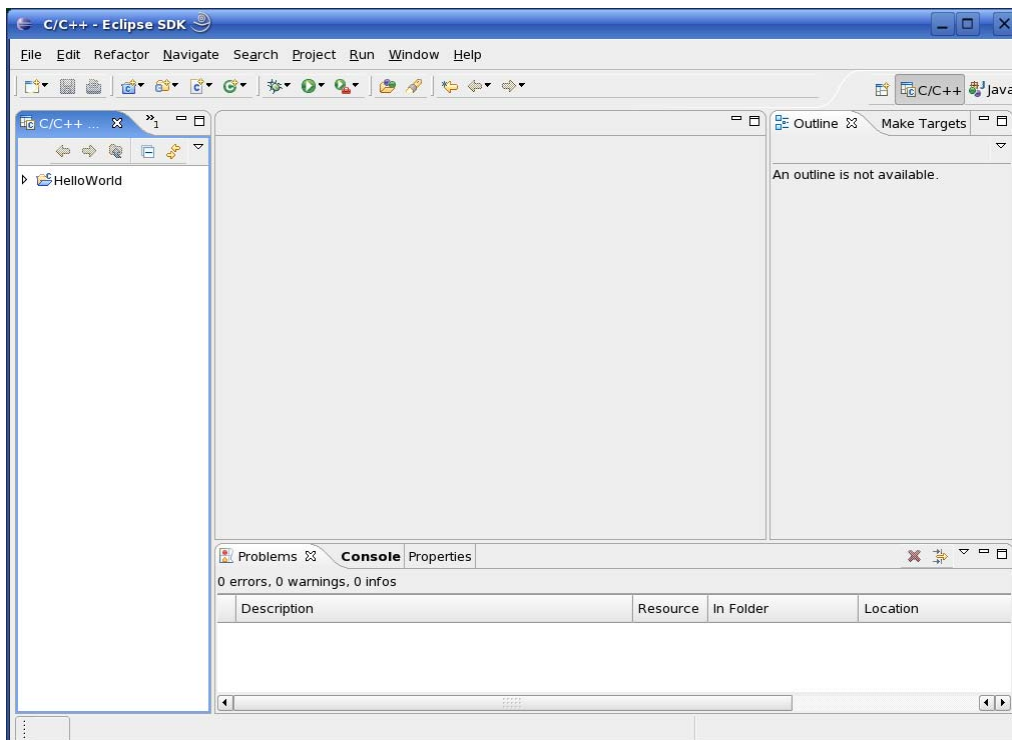 C/C++ - Eclipse SDK
File Edit Refactor Navigate Search Project Run Window Help
C/C++ Java
C/C++ ... »1
Outline Make Targets
HelloWorld
An outline is not available.
Problems Console Properties
0 errors, 0 warnings, 0 infos
Description Resource In Folder Location